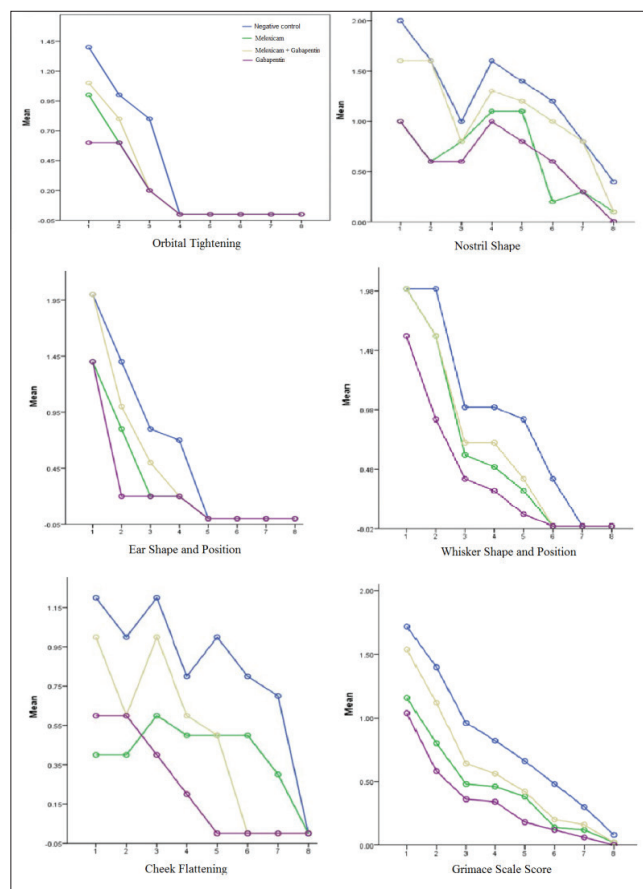 Negative control
Melexicam
Melexicam + Gabapentin
Gabapentin
Mean
1.45
1.20
0.95
0.70
0.45
0.20
-0.05
1 2 3 4 5 6 7 8
Orbital Tightening
Mean
2.00
1.50
1.00
0.50
0.00
1 2 3 4 5 6 7 8
Nostril Shape
Mean
1.95
1.45
0.95
0.45
-0.05
1 2 3 4 5 6 7 8
Ear Shape and Position
Mean
1.98
1.48
0.98
0.48
-0.02
1 2 3 4 5 6 7 8
Whisker Shape and Position
Mean
1.15
0.95
0.75
0.55
0.35
0.15
-0.05
1 2 3 4 5 6 7 8
Cheek Flattening
Mean
2.00
1.50
1.00
0.50
0.00
1 2 3 4 5 6 7 8
Grimace Scale Score